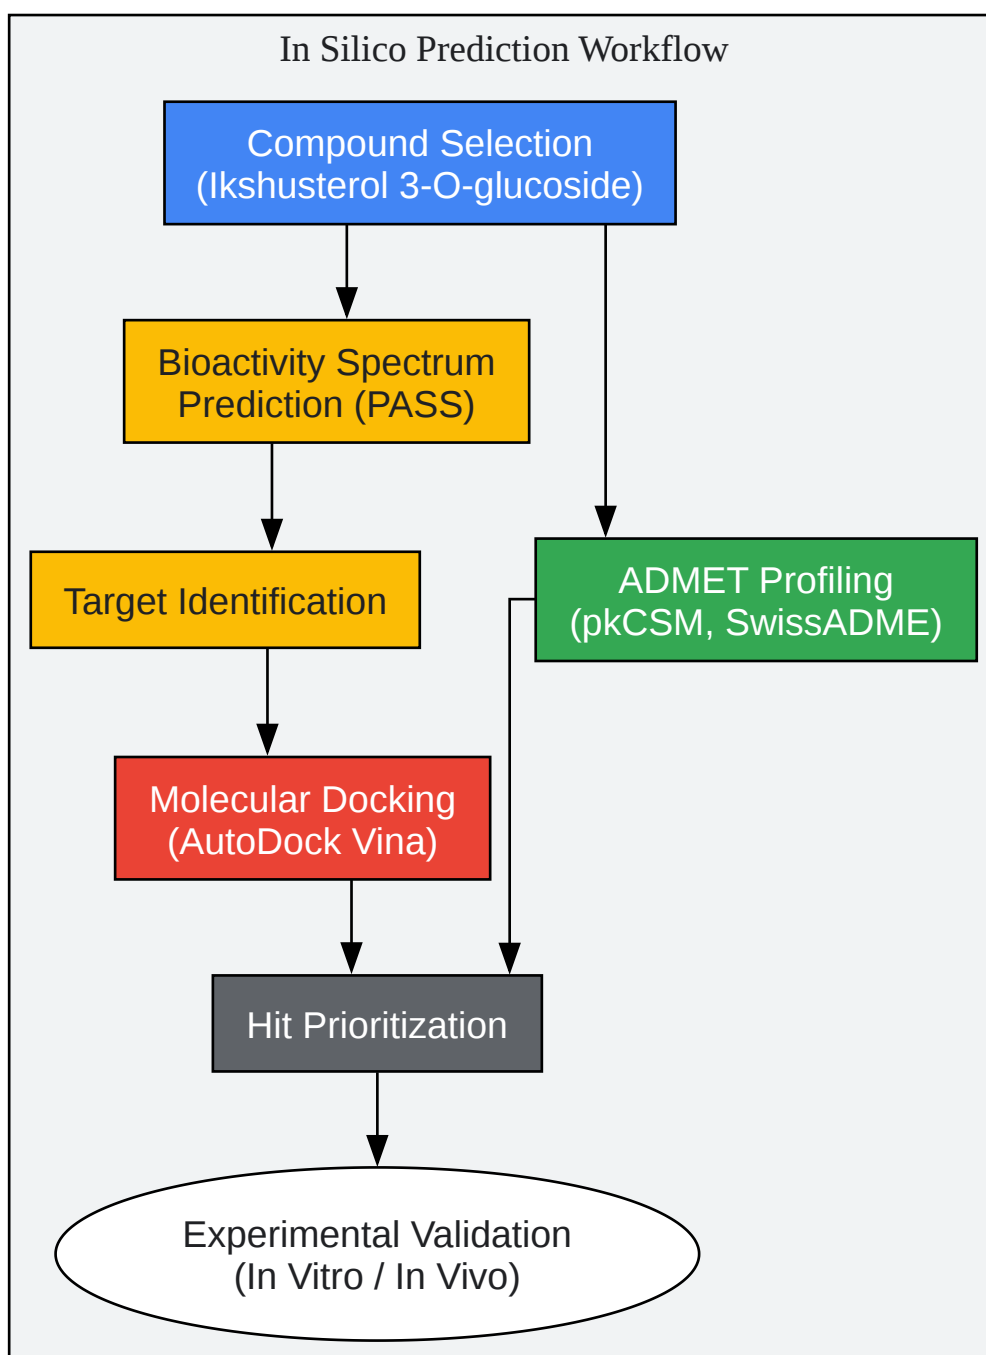 In Silico Prediction Workflow
Compound Selection
(Ikshusterol 3-O-glucoside)
Bioactivity Spectrum
Prediction (PASS)
Target Identification
ADMET Profiling
(pkCSM, SwissADME)
Molecular Docking
(AutoDock Vina)
Hit Prioritization
Experimental Validation
(In Vitro / In Vivo)